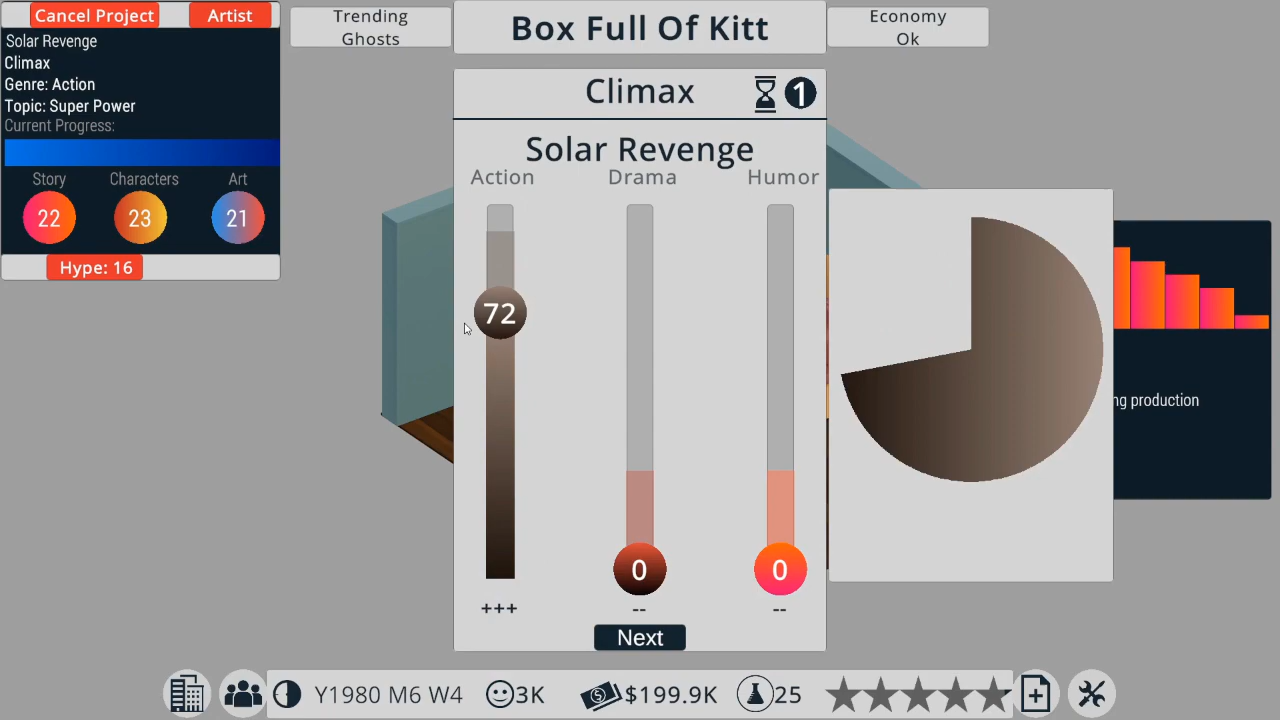 Cancel Project
Artist
Solar Revenge
Climax
Genre: Action
Topic: Super Power
Current Progress:
Story
Characters
Art
22
23
21
Hype: 16
Trending
Ghosts
Box Full Of Kitt
Economy
Ok
Climax
1
Solar Revenge
Action
Drama
Humor
72
0
0
+++
--
--
Next
ng production
Y1980 M6 W4
3K
$199.9K
25